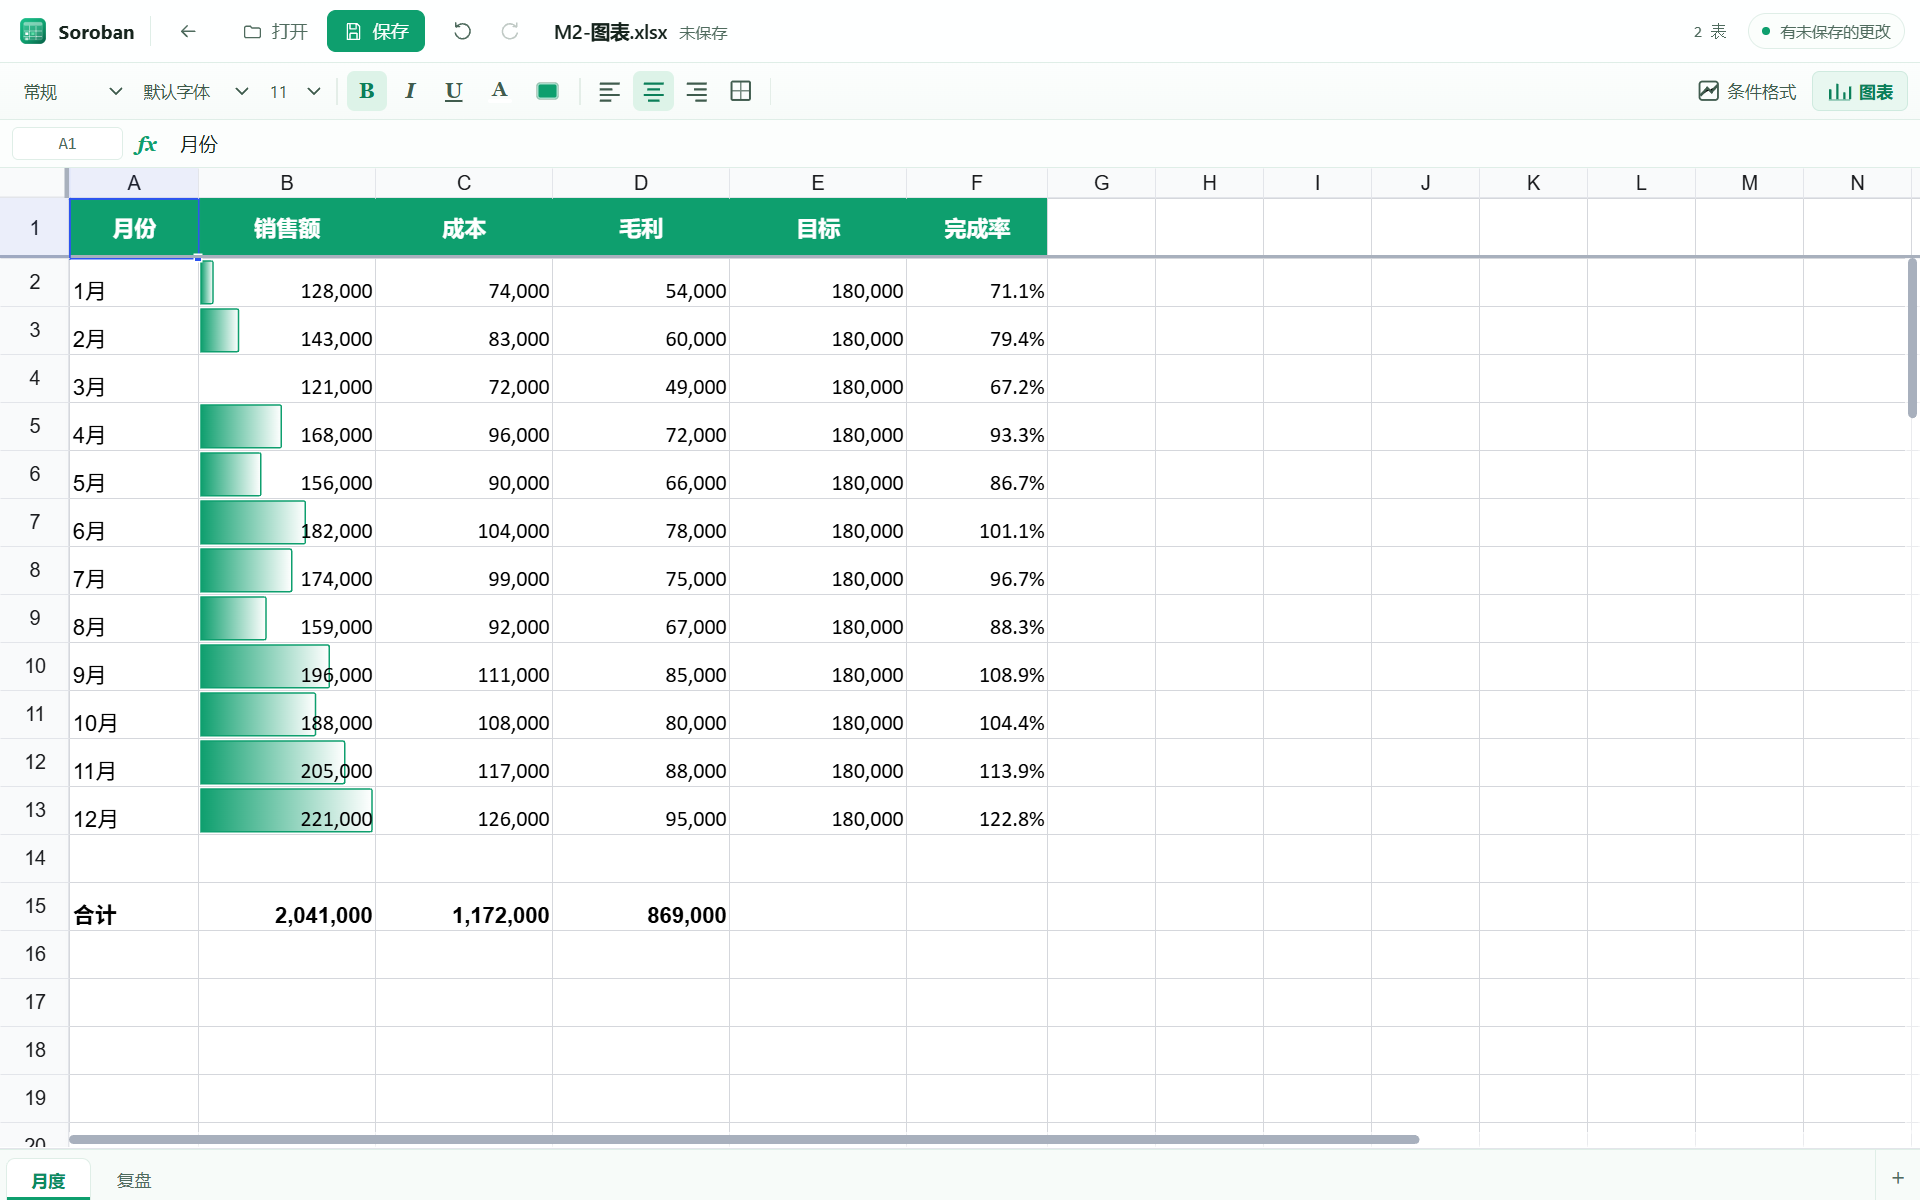 Soroban
打开
保存
M2-图表.xlsx 未保存
2 表
有未保存的更改
常规
默认字体
11
B I U A
条件格式
图表
A1
fx
月份
A B C D E F G H I J K L M N
1 月份 销售额 成本 毛利 目标 完成率
2 1月 128,000 74,000 54,000 180,000 71.1%
3 2月 143,000 83,000 60,000 180,000 79.4%
4 3月 121,000 72,000 49,000 180,000 67.2%
5 4月 168,000 96,000 72,000 180,000 93.3%
6 5月 156,000 90,000 66,000 180,000 86.7%
7 6月 182,000 104,000 78,000 180,000 101.1%
8 7月 174,000 99,000 75,000 180,000 96.7%
9 8月 159,000 92,000 67,000 180,000 88.3%
10 9月 196,000 111,000 85,000 180,000 108.9%
11 10月 188,000 108,000 80,000 180,000 104.4%
12 11月 205,000 117,000 88,000 180,000 113.9%
13 12月 221,000 126,000 95,000 180,000 122.8%
14
15 合计 2,041,000 1,172,000 869,000
16
17
18
19
20
月度 复盘